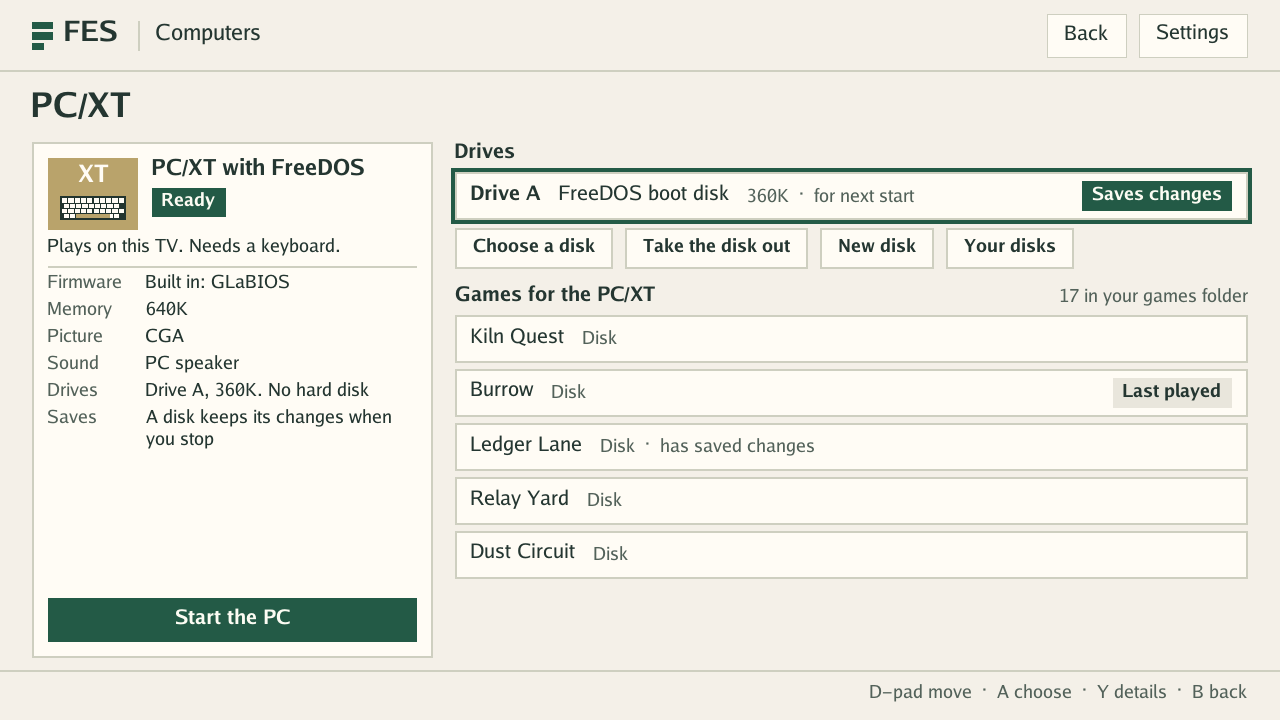 FES
Computers
Back
Settings
PC/XT
XT
PC/XT with FreeDOS
Ready
Plays on this TV. Needs a keyboard.
Firmware Built in: GLaBIOS
Memory 640K
Picture CGA
Sound PC speaker
Drives Drive A, 360K. No hard disk
Saves A disk keeps its changes when
you stop
Start the PC
Drives
Drive A FreeDOS boot disk 360K · for next start Saves changes
Choose a disk
Take the disk out
New disk
Your disks
Games for the PC/XT 17 in your games folder
Kiln Quest Disk
Burrow Disk Last played
Ledger Lane Disk · has saved changes
Relay Yard Disk
Dust Circuit Disk
D-pad move · A choose · Y details · B back